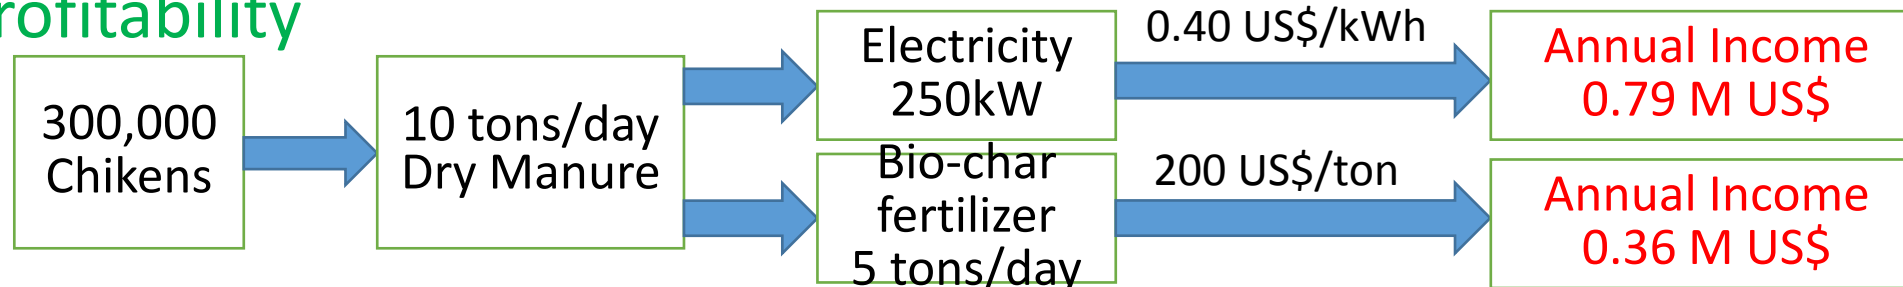 rofitability
300,000
Chikens
10 tons/day
Dry Manure
Electricity
250kW
0.40 US$/kWh
Annual Income
0.79 M US$
Bio-char
fertilizer
5 tons/day
200 US$/ton
Annual Income
0.36 M US$